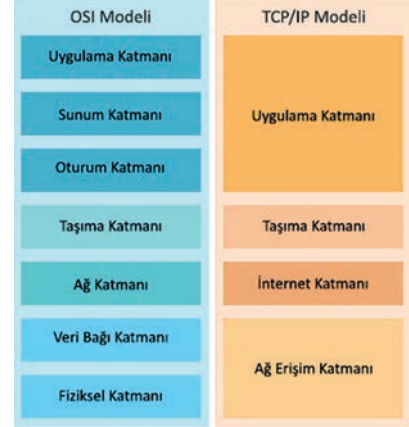 OSI Modeli
Uygulama Katmanı
Sunum Katmanı
Oturum Katmanı
Taşıma Katmanı
Ağ Katmanı
Veri Bağı Katmanı
Fiziksel Katmanı
TCP/IP Modeli
Uygulama Katmanı
Taşıma Katmanı
İnternet Katmanı
Ağ Erişim Katmanı